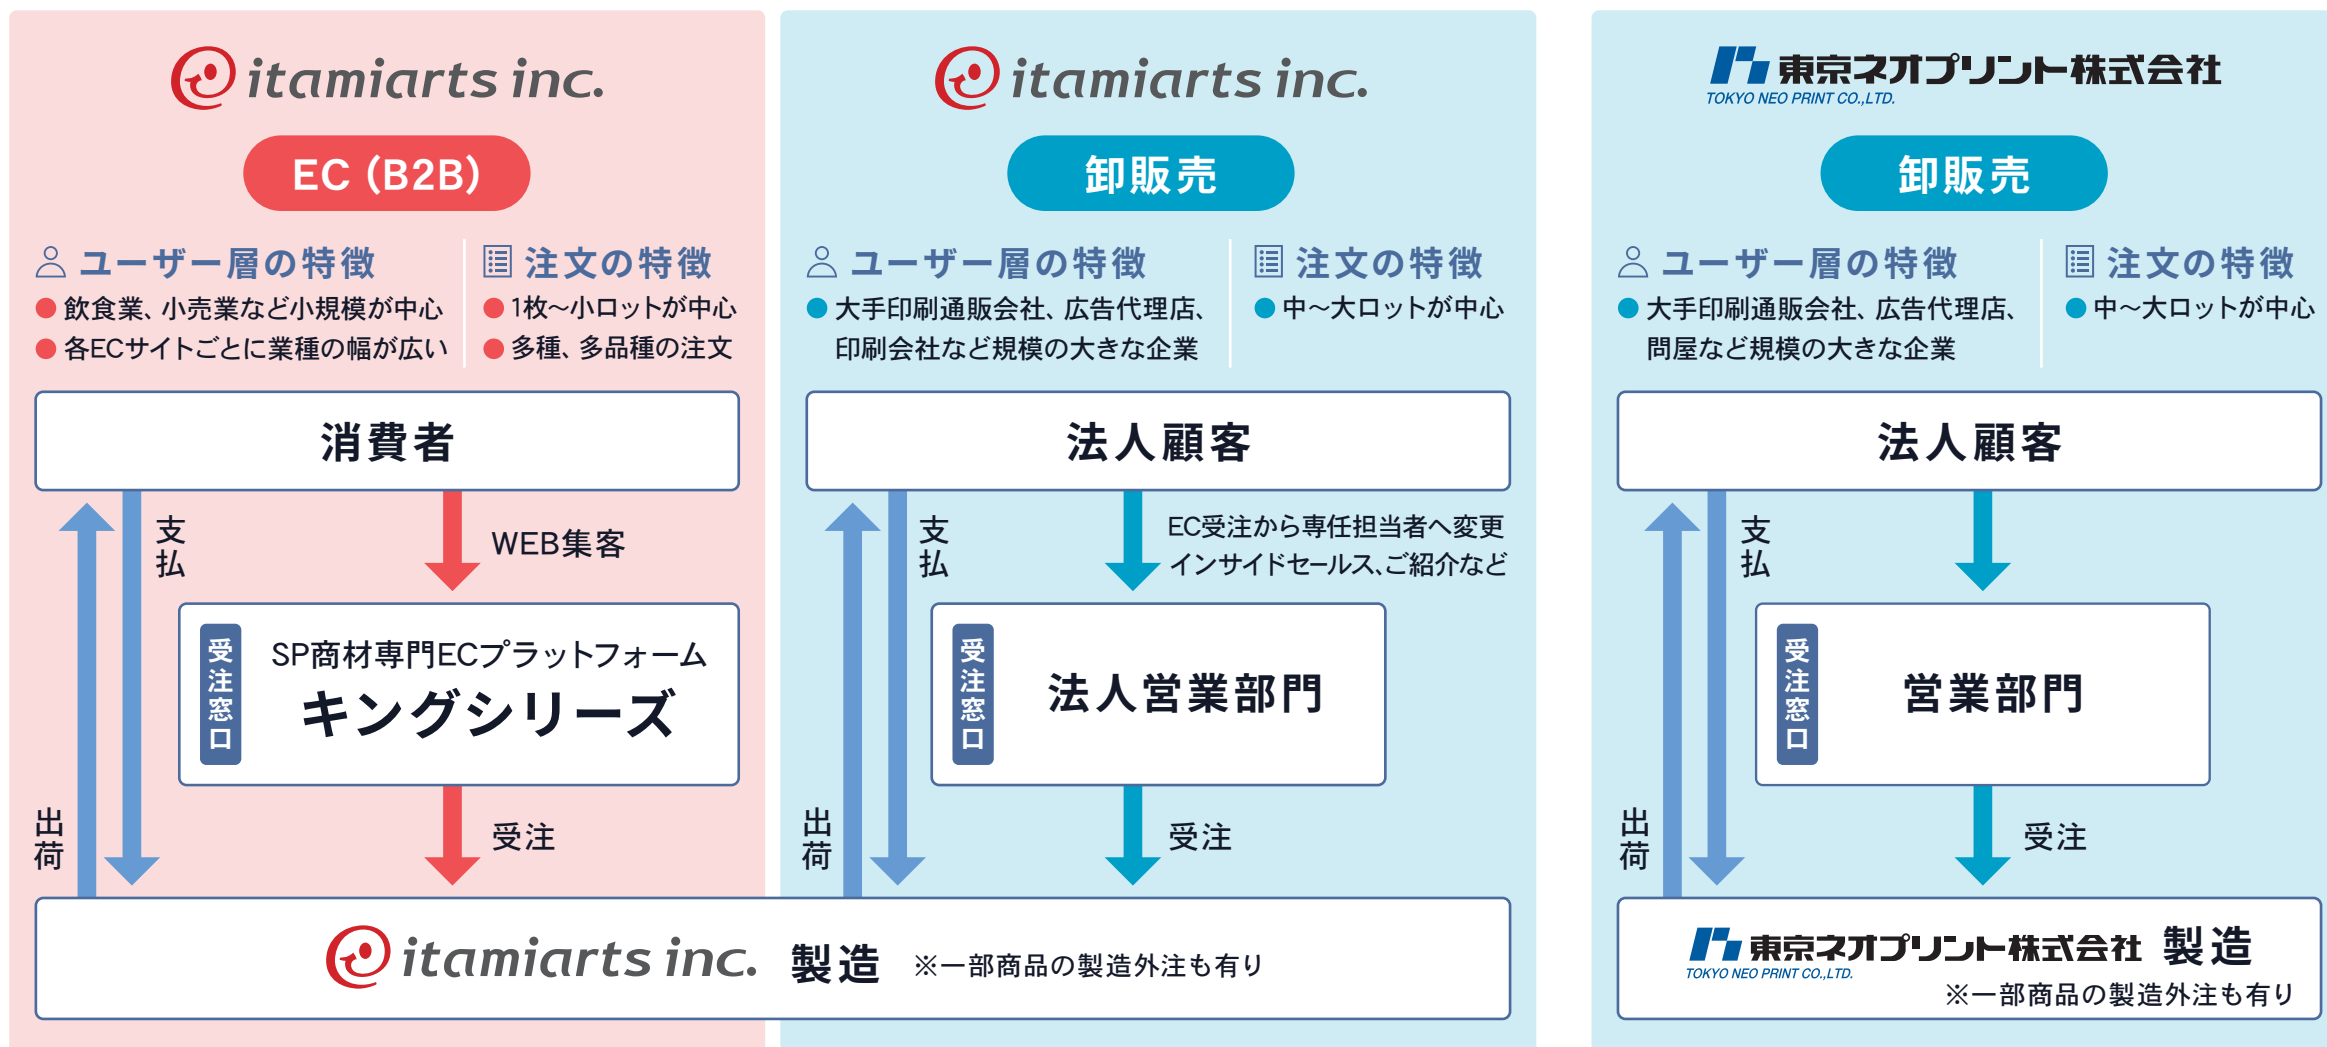 itamiarts inc.
EC (B2B)
ユーザー層の特徴
飲食業、小売業など小規模が中心
各ECサイトごとに業種の幅が広い
注文の特徴
1枚～小ロットが中心
多種、多品種の注文
消費者
支払
WEB集客
受注窓口
SP商材専門ECプラットフォーム
キングシリーズ
出荷
受注
itamiarts inc.
卸販売
ユーザー層の特徴
大手印刷通販会社、広告代理店、
印刷会社など規模の大きな企業
注文の特徴
中～大ロットが中心
法人顧客
支払
EC受注から専任担当者へ変更
インサイドセールス、ご紹介など
受注窓口
法人営業部門
出荷
受注
itamiarts inc. 製造 ※一部商品の製造外注も有り
東京ネオプリント株式会社
TOKYO NEO PRINT CO.,LTD.
卸販売
ユーザー層の特徴
大手印刷通販会社、広告代理店、
問屋など規模の大きな企業
注文の特徴
中～大ロットが中心
法人顧客
支払
受注窓口
営業部門
出荷
受注
東京ネオプリント株式会社 製造
TOKYO NEO PRINT CO.,LTD.
※一部商品の製造外注も有り